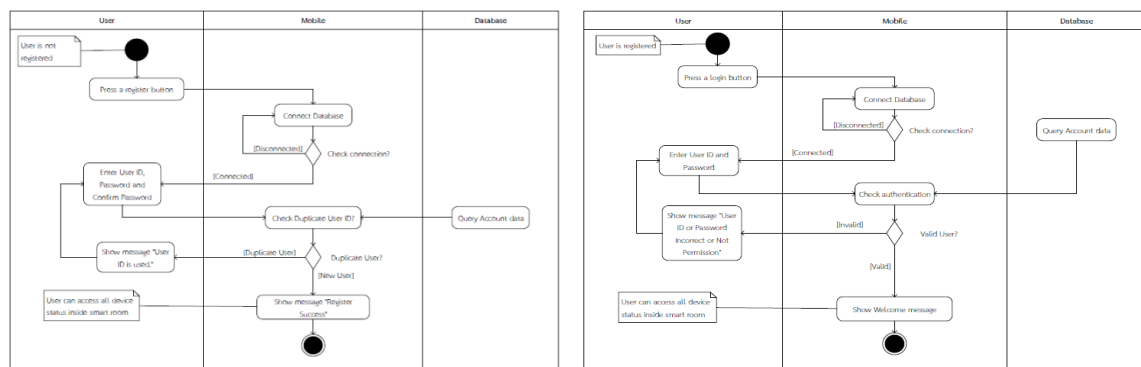 User
Mobile
Database
User is not
registered
Press a register button
Connect Database
[Disconnected]
Check connection?
[Connected]
Enter User ID,
Password and
Confirm Password
Check Duplicate User ID?
Query Account data
Show message "User
ID is used."
[Duplicate User]
Duplicate User?
[New User]
User can access all device
status inside smart room
Show message "Register
Success"
User
Mobile
Database
User is registered
Press a login button
Connect Database
[Disconnected]
Check connection?
Query Account data
[Connected]
Enter User ID and
Password
Check authentication
Show message "User
ID or Password
Incorrect or Not
Permission"
[Invalid]
Valid User?
[Valid]
User can access all device
status inside smart room
Show Welcome message